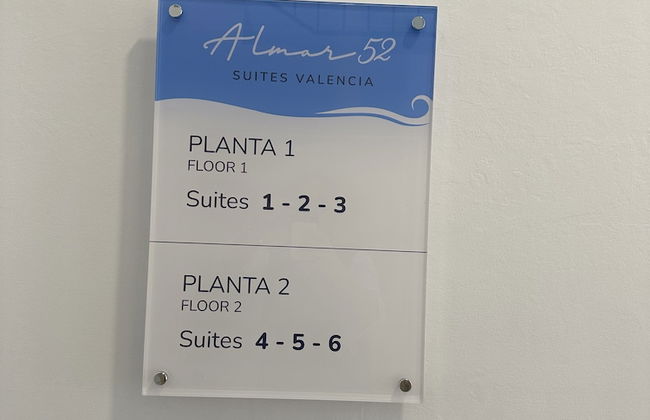 Almar 52
SUITES VALENCIA
PLANTA 1
FLOOR 1
Suites 1 - 2 - 3
PLANTA 2
FLOOR 2
Suites 4 - 5 - 6